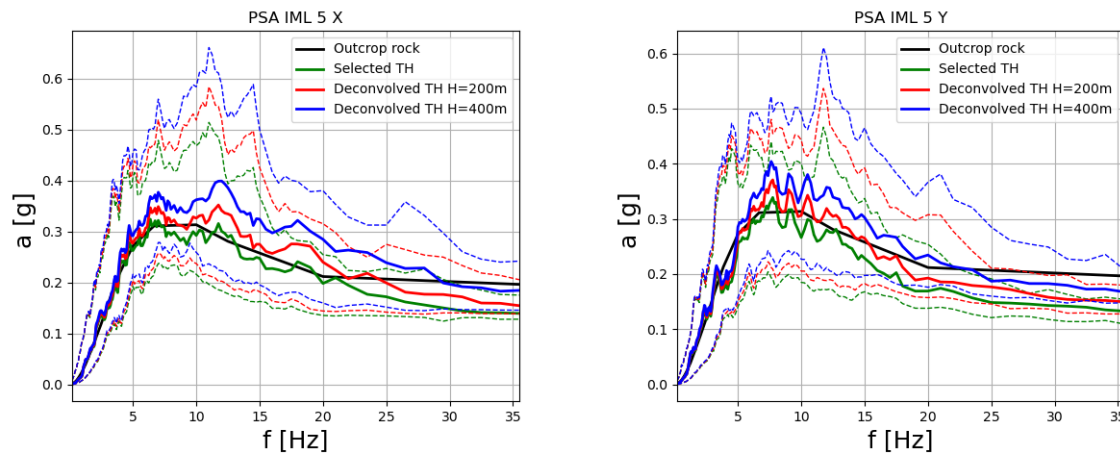 PSA IML 5 X
a [g]
0.6
0.5
0.4
0.3
0.2
0.1
0.0
Outcrop rock
Selected TH
Deconvolved TH H=200m
Deconvolved TH H=400m
5 10 15 20 25 30 35
f [Hz]
PSA IML 5 Y
a [g]
0.6
0.5
0.4
0.3
0.2
0.1
0.0
Outcrop rock
Selected TH
Deconvolved TH H=200m
Deconvolved TH H=400m
5 10 15 20 25 30 35
f [Hz]